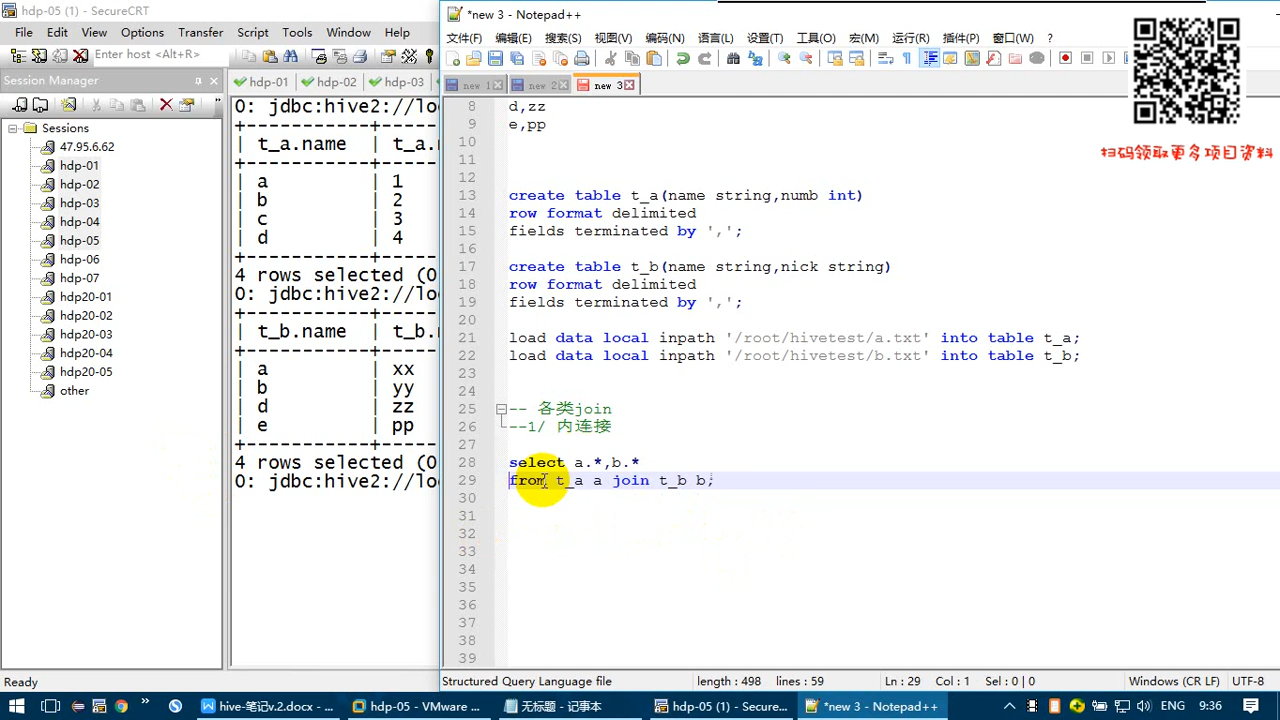 hdp-05 (1) - SecureCRT
File Edit View Options Transfer Script Tools Window Help
Enter host <Alt+R>
Session Manager
Sessions
47.95.6.62
hdp-01
hdp-02
hdp-03
hdp-04
hdp-05
hdp-06
hdp-07
hdp20-01
hdp20-02
hdp20-03
hdp20-04
hdp20-05
other
Ready
hdp-01 hdp-02 hdp-03
0: jdbc:hive2://lo
+-----------+------
| t_a.name | t_a.
+-----------+------
| a | 1
| b | 2
| c | 3
| d | 4
+-----------+------
4 rows selected (0
0: jdbc:hive2://lo
+-----------+------
| t_b.name | t_b.
+-----------+------
| a | xx
| b | yy
| d | zz
| e | pp
+-----------+------
4 rows selected (0
0: jdbc:hive2://lo
*new 3 - Notepad++
文件(F) 编辑(E) 搜索(S) 视图(V) 编码(N) 语言(L) 设置(T) 工具(O) 宏(M) 运行(R) 插件(P) 窗口(W) ?
new 1 new 2 new 3
扫码领取更多项目资料
8 d,zz
9 e,pp
10
11
12
13 create table t_a(name string,numb int)
14 row format delimited
15 fields terminated by ',';
16
17 create table t_b(name string,nick string)
18 row format delimited
19 fields terminated by ',';
20
21 load data local inpath '/root/hivetest/a.txt' into table t_a;
22 load data local inpath '/root/hivetest/b.txt' into table t_b;
23
24
25 -- 各类join
26 --1/ 内连接
27
28 select a.*,b.*
29 from t_a a join t_b b;
30
31
32
33
34
35
36
37
38
39
Structured Query Language file length : 498 lines : 59 Ln : 29 Col : 1 Sel : 0 | 0 Windows (CR LF) UTF-8
hive-笔记v.2.docx - ... hdp-05 - VMware ... 无标题 - 记事本 hdp-05 (1) - Secure... *new 3 - Notepad++ ENG 9:36